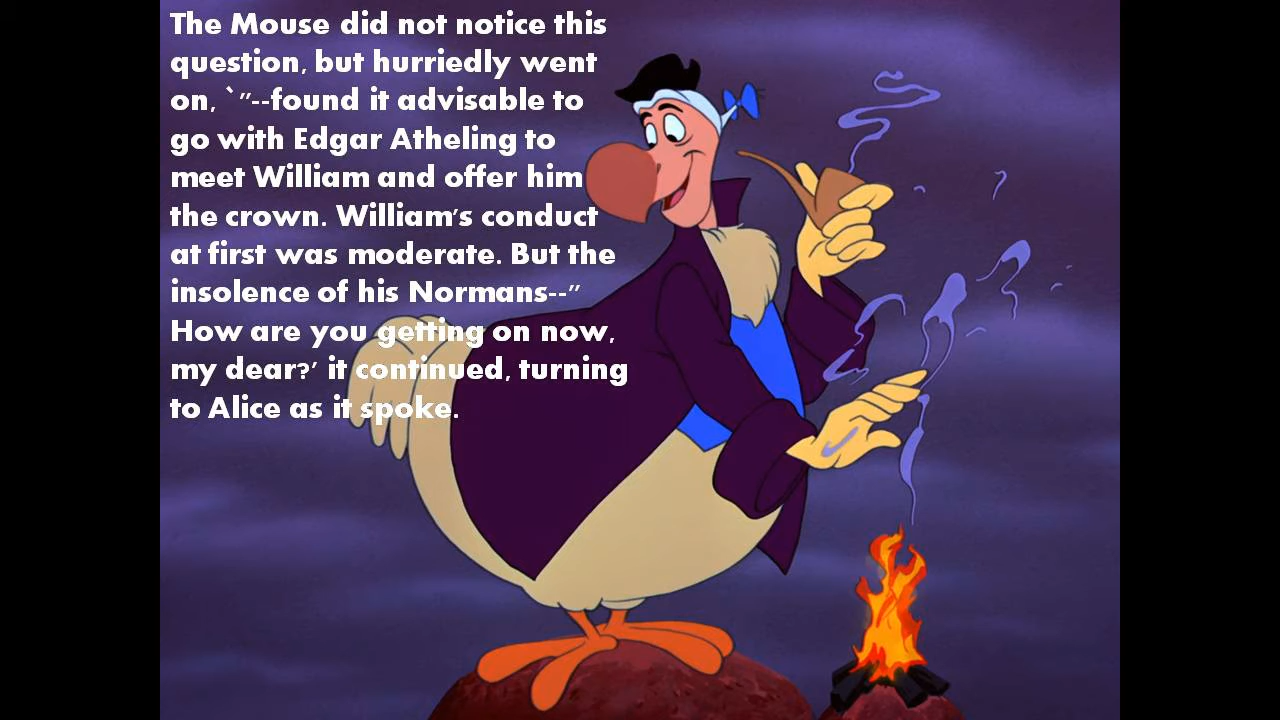 The Mouse did not notice this
question, but hurriedly went
on, `"--found it advisable to
go with Edgar Atheling to
meet William and offer him
the crown. William's conduct
at first was moderate. But the
insolence of his Normans--"
How are you getting on now,
my dear?' it continued, turning
to Alice as it spoke.